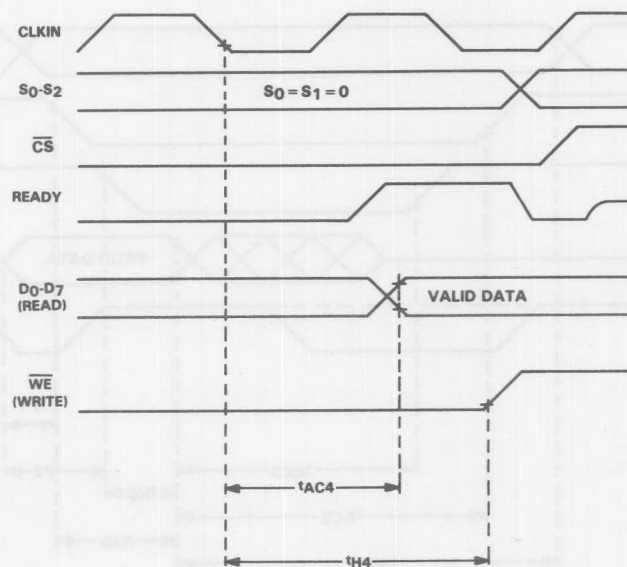 CLKIN
S0-S2
S0 = S1 = 0
CS
READY
D0-D7
(READ)
VALID DATA
WE
(WRITE)
tAC4
tH4